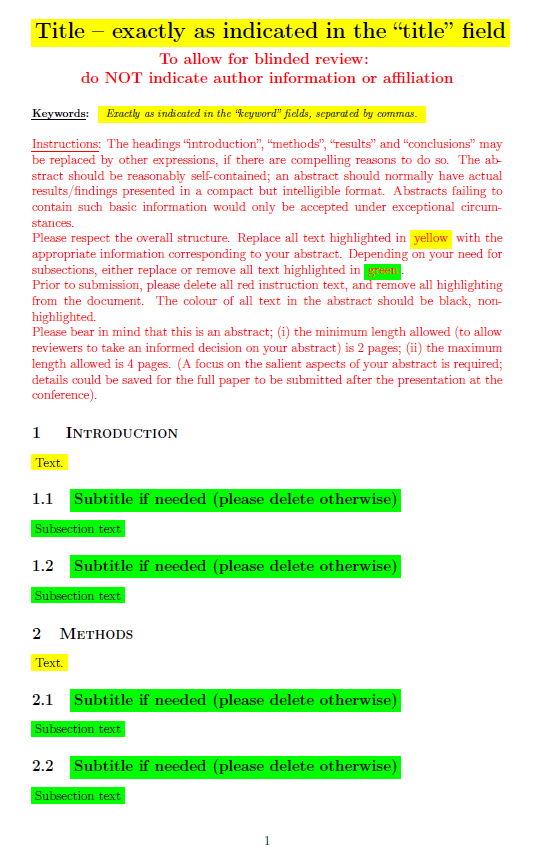 Title – exactly as indicated in the “title” field
To allow for blinded review:
do NOT indicate author information or affiliation
Keywords: Exactly as indicated in the “keyword” fields, separated by commas.
Instructions: The headings “introduction”, “methods”, “results” and “conclusions” may
be replaced by other expressions, if there are compelling reasons to do so. The ab-
stract should be reasonably self-contained; an abstract should normally have actual
results/findings presented in a compact but intelligible format. Abstracts failing to
contain such basic information would only be accepted under exceptional circum-
stances.
Please respect the overall structure. Replace all text highlighted in yellow with the
appropriate information corresponding to your abstract. Depending on your need for
subsections, either replace or remove all text highlighted in green.
Prior to submission, please delete all red instruction text, and remove all highlighting
from the document. The colour of all text in the abstract should be black, non-
highlighted.
Please bear in mind that this is an abstract; (i) the minimum length allowed (to allow
reviewers to take an informed decision on your abstract) is 2 pages; (ii) the maximum
length allowed is 4 pages. (A focus on the salient aspects of your abstract is required;
details could be saved for the full paper to be submitted after the presentation at the
conference).
1 Introduction
Text.
1.1 Subtitle if needed (please delete otherwise)
Subsection text
1.2 Subtitle if needed (please delete otherwise)
Subsection text
2 Methods
Text.
2.1 Subtitle if needed (please delete otherwise)
Subsection text
2.2 Subtitle if needed (please delete otherwise)
Subsection text
1